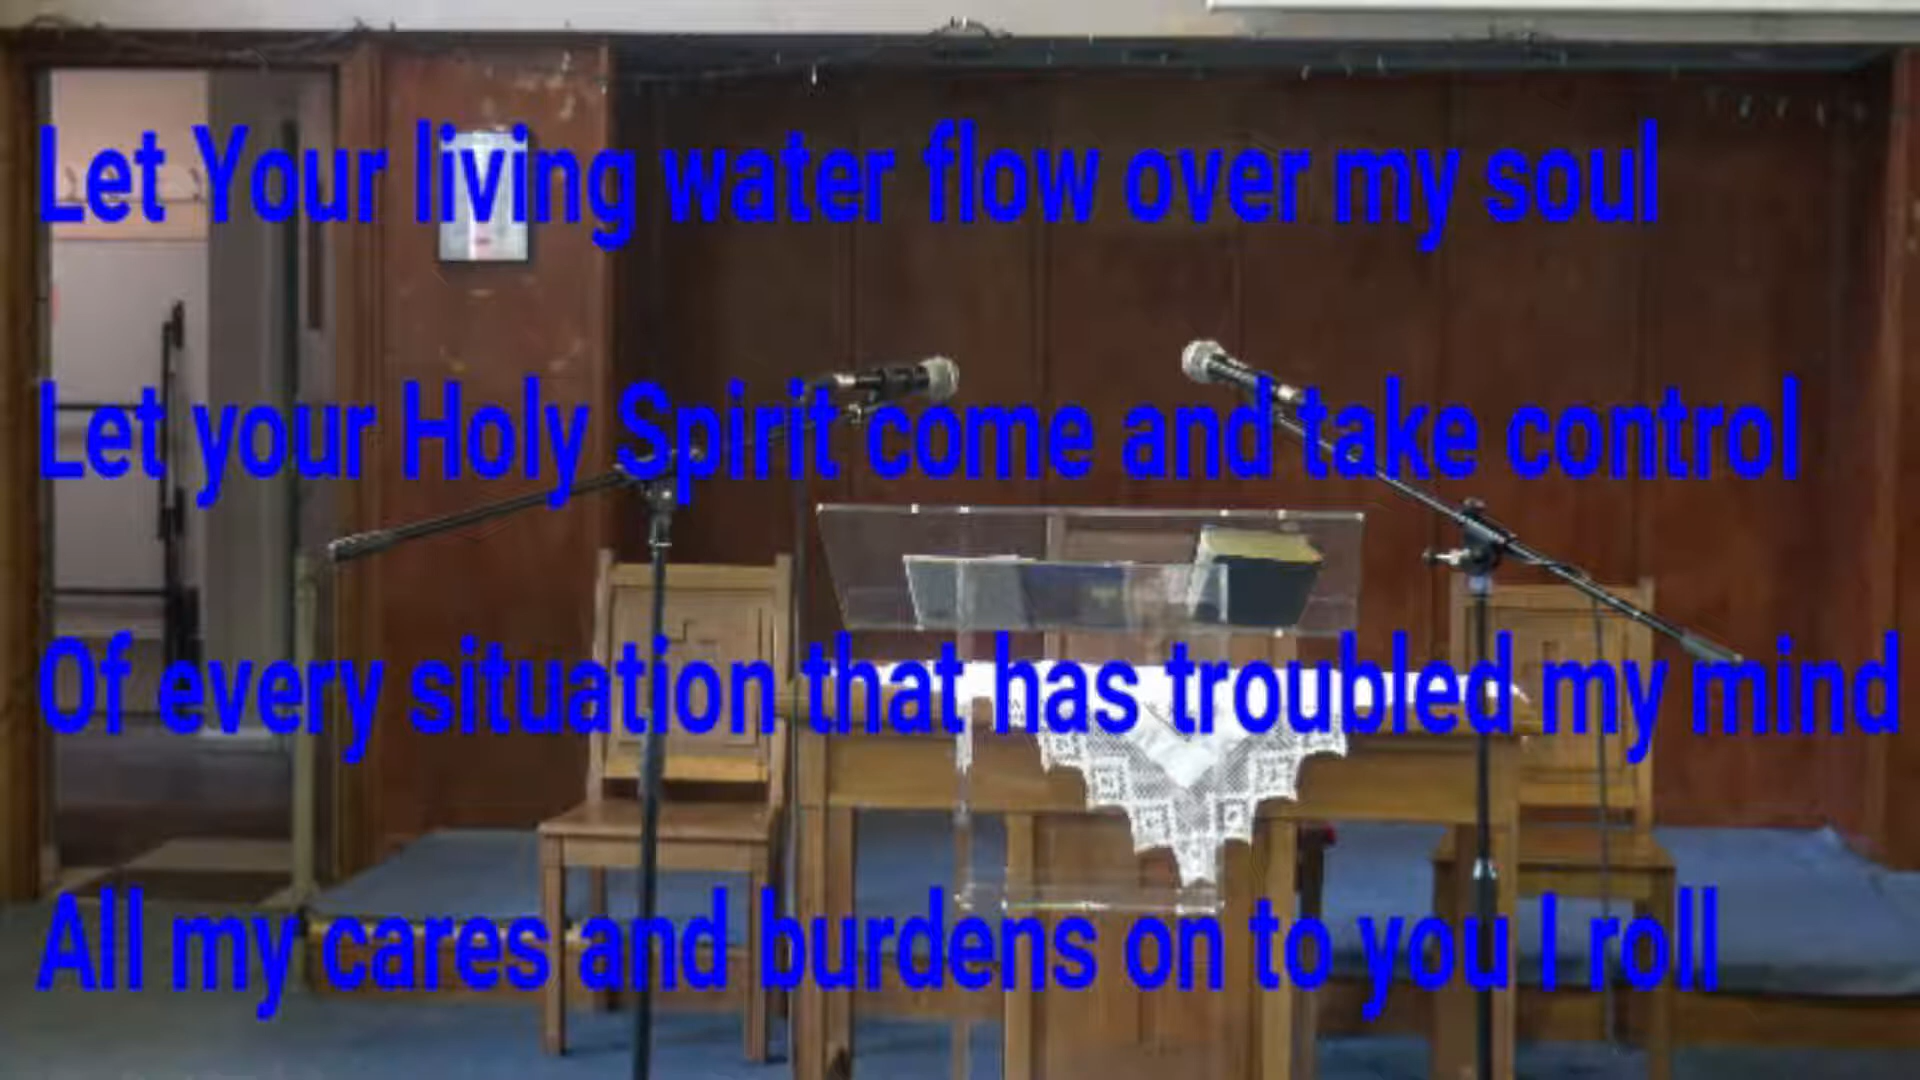 Let Your living water flow over my soul
Let your Holy Spirit come and take control
Of every situation that has troubled my mind
All my cares and burdens on to you I roll